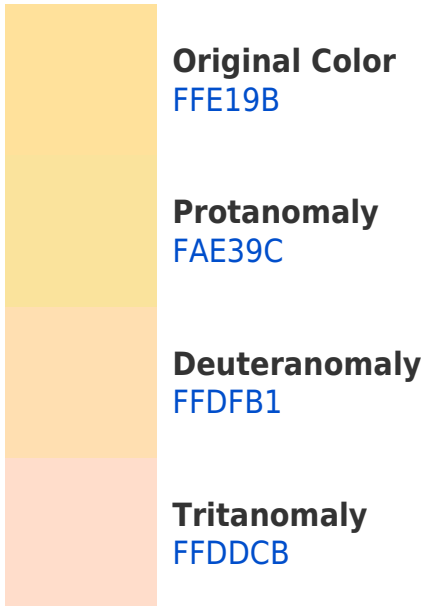 Original Color
FFE19B
Protanomaly
FAE39C
Deuteranomaly
FFDFB1
Tritanomaly
FFDDCB